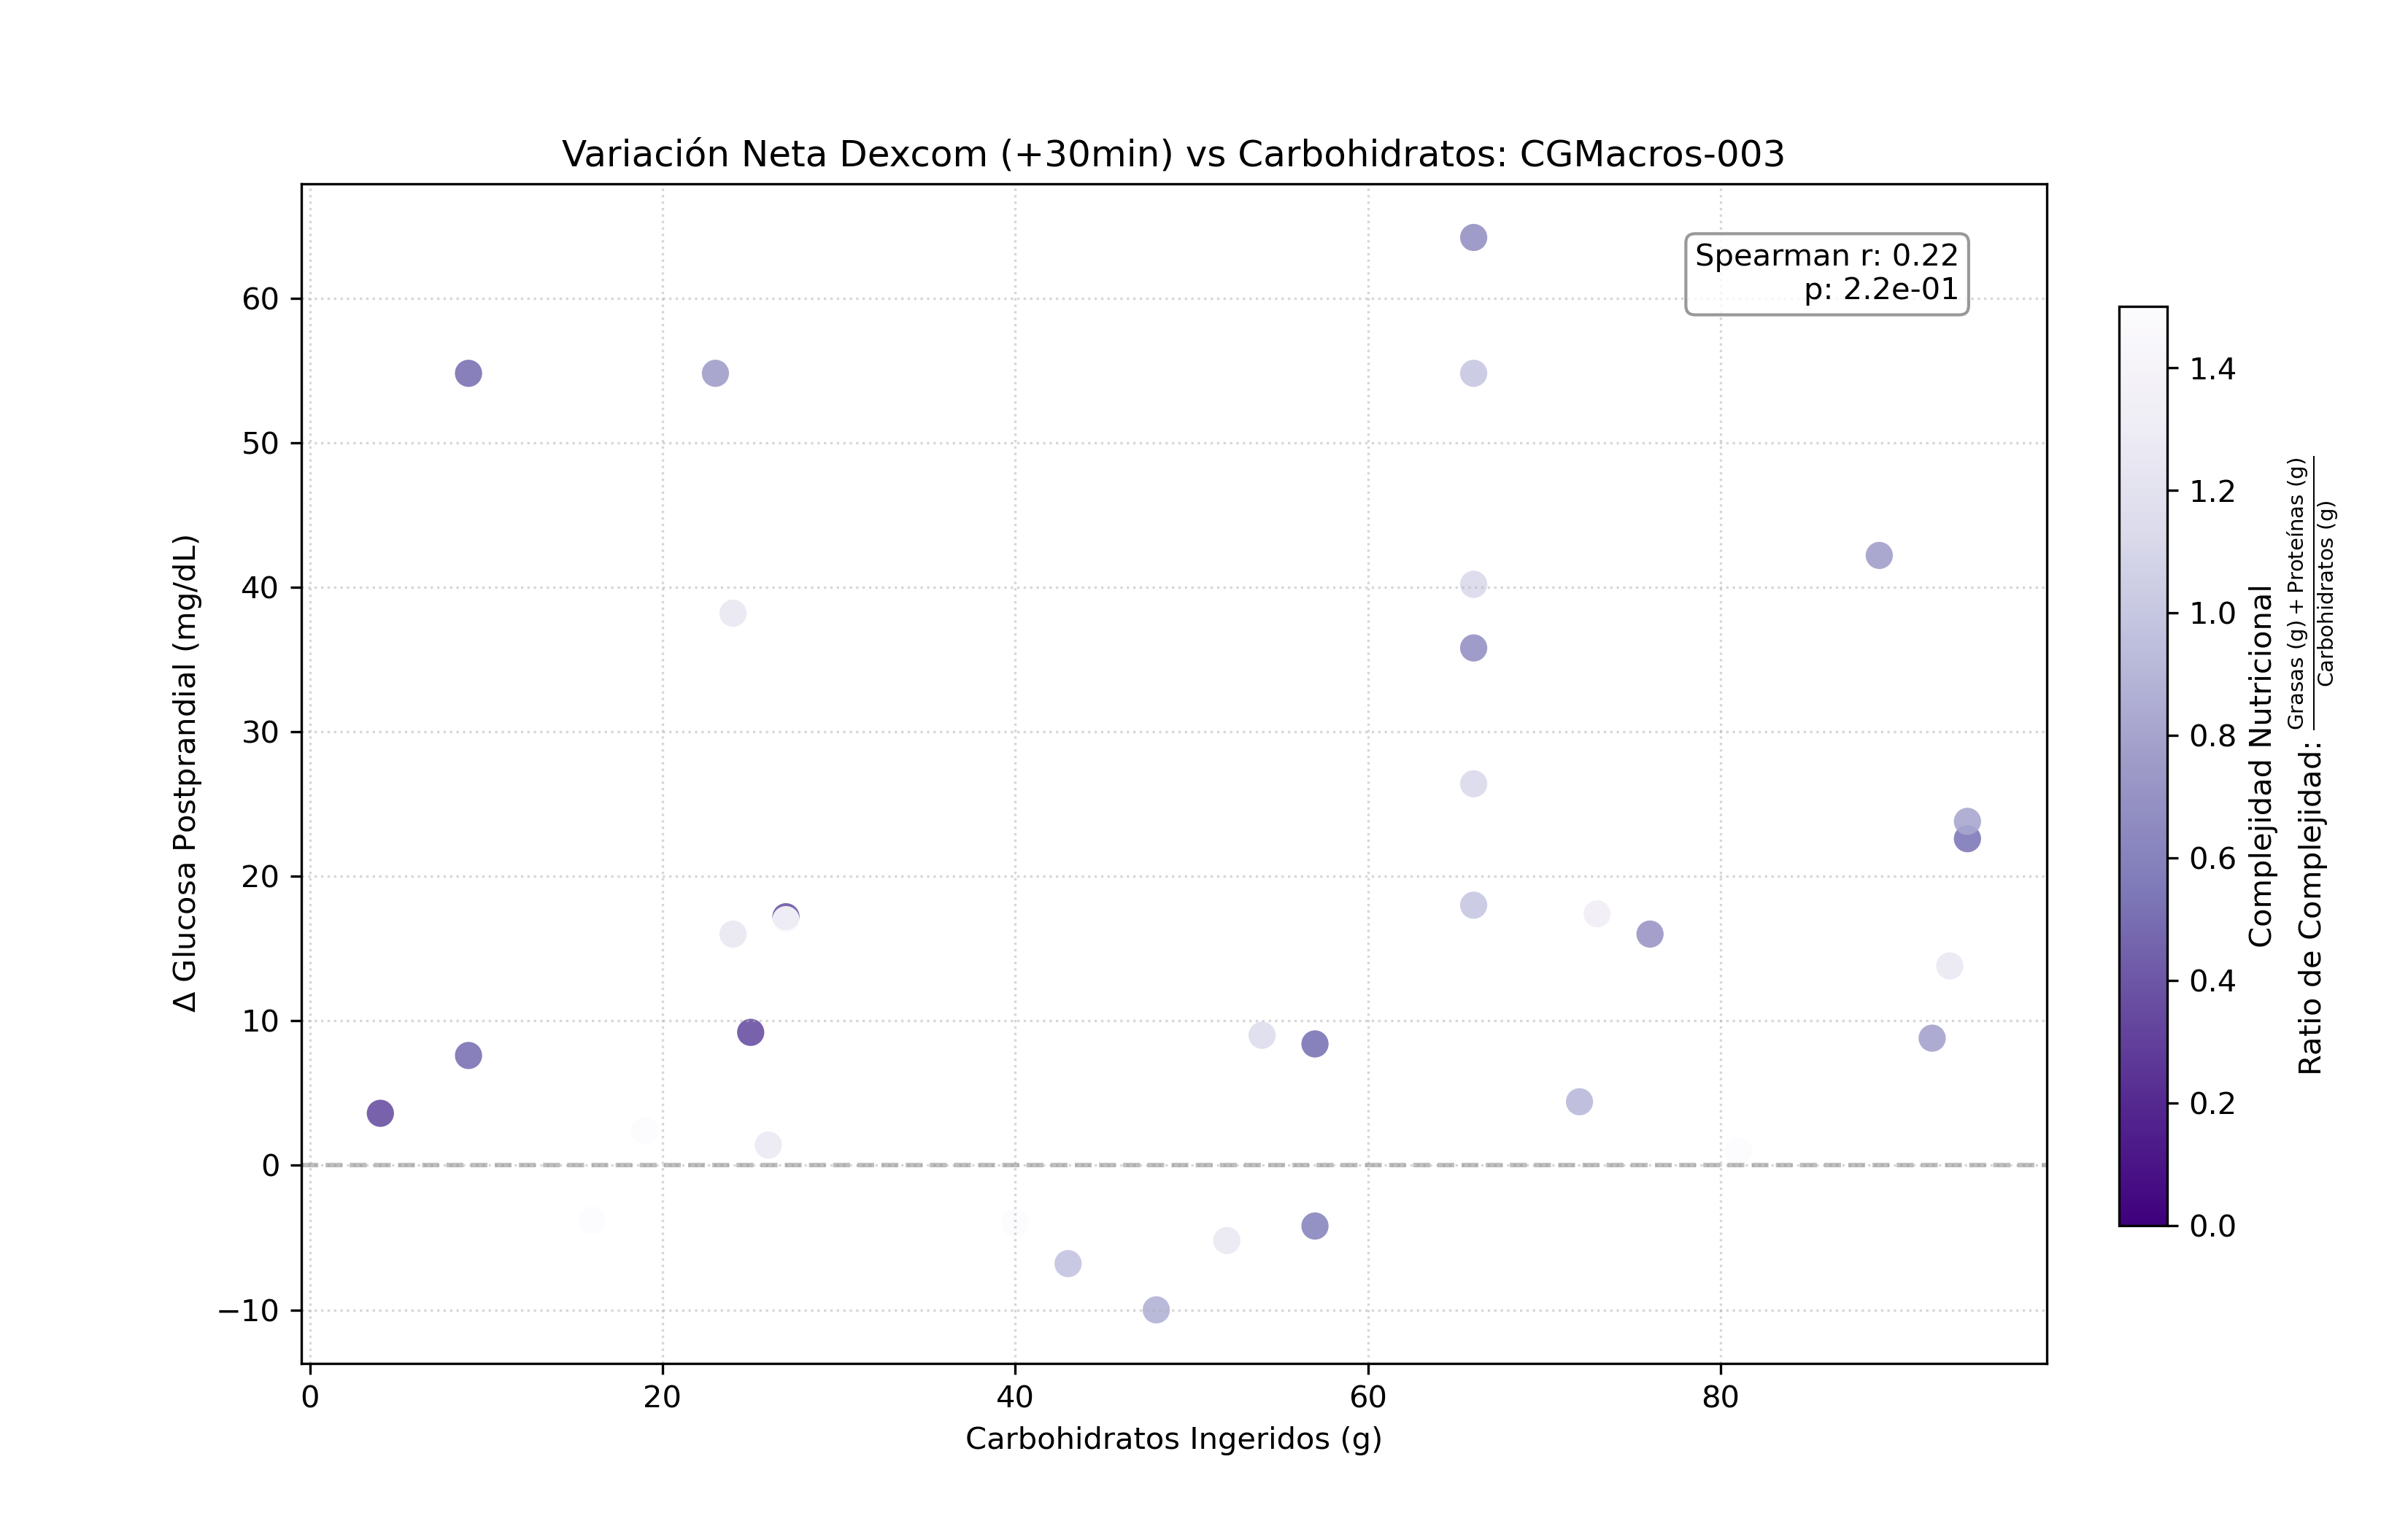 Variación Neta Dexcom (+30min) vs Carbohidratos: CGMacros-003
Spearman r: 0.22
p: 2.2e-01
Δ Glucosa Postprandial (mg/dL)
60
50
40
30
20
10
0
−10
0
20
40
60
80
Carbohidratos Ingeridos (g)
1.4
1.2
1.0
0.8
0.6
0.4
0.2
0.0
Complejidad Nutricional
Ratio de Complejidad:
Grasas (g) + Proteínas (g)
Carbohidratos (g)